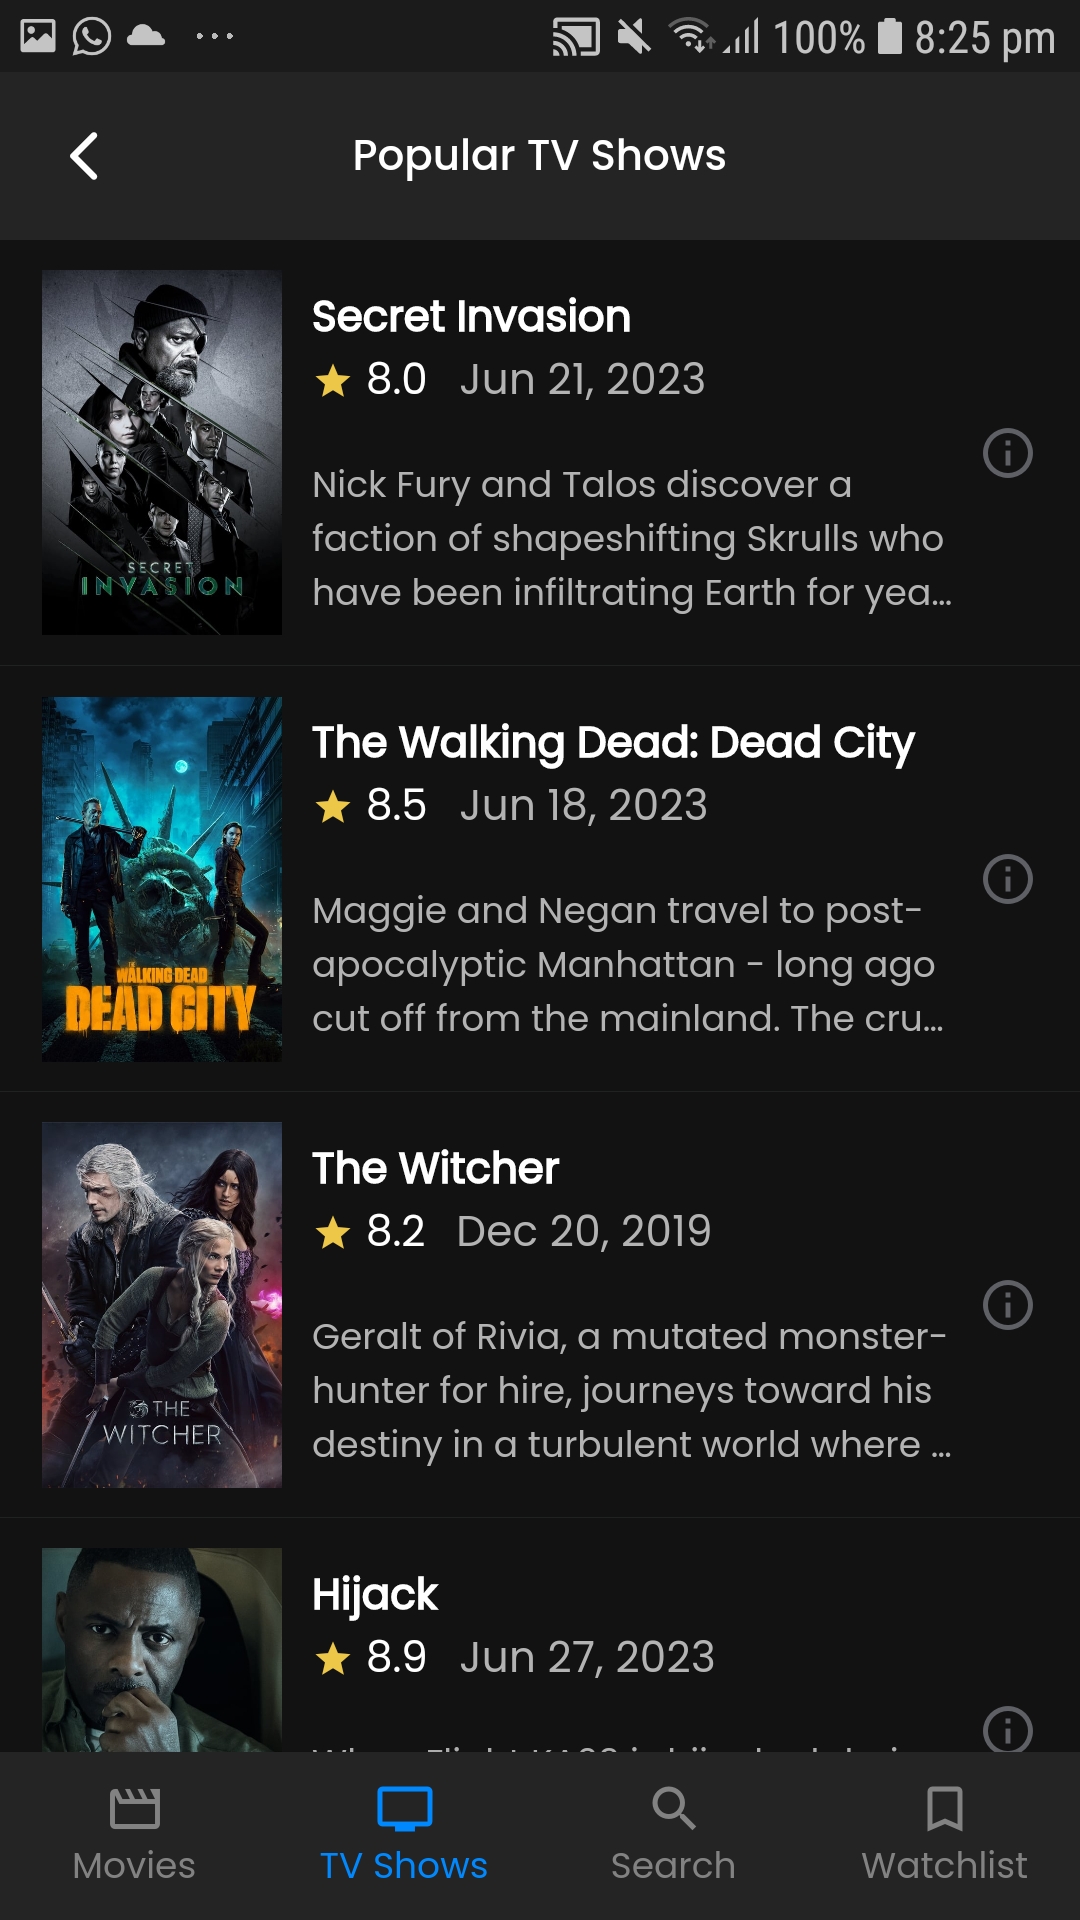 100% 8:25 pm
Popular TV Shows
Secret Invasion
8.0 Jun 21, 2023
Nick Fury and Talos discover a
faction of shapeshifting Skrulls who
have been infiltrating Earth for yea...
SECRET
INVASION
The Walking Dead: Dead City
8.5 Jun 18, 2023
Maggie and Negan travel to post-
apocalyptic Manhattan - long ago
cut off from the mainland. The cru...
THE
WALKING DEAD
DEAD CITY
The Witcher
8.2 Dec 20, 2019
Geralt of Rivia, a mutated monster-
hunter for hire, journeys toward his
destiny in a turbulent world where ...
THE
WITCHER
Hijack
8.9 Jun 27, 2023
Movies
TV Shows
Search
Watchlist